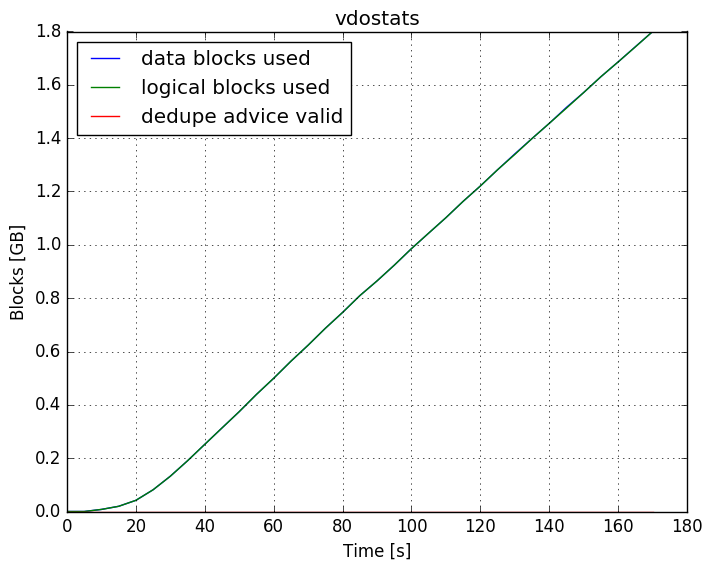 vdostats
data blocks used
logical blocks used
dedupe advice valid
1.8
1.6
1.4
1.2
1.0
0.8
0.6
0.4
0.2
0.0
Blocks [GB]
0 20 40 60 80 100 120 140 160 180
Time [s]